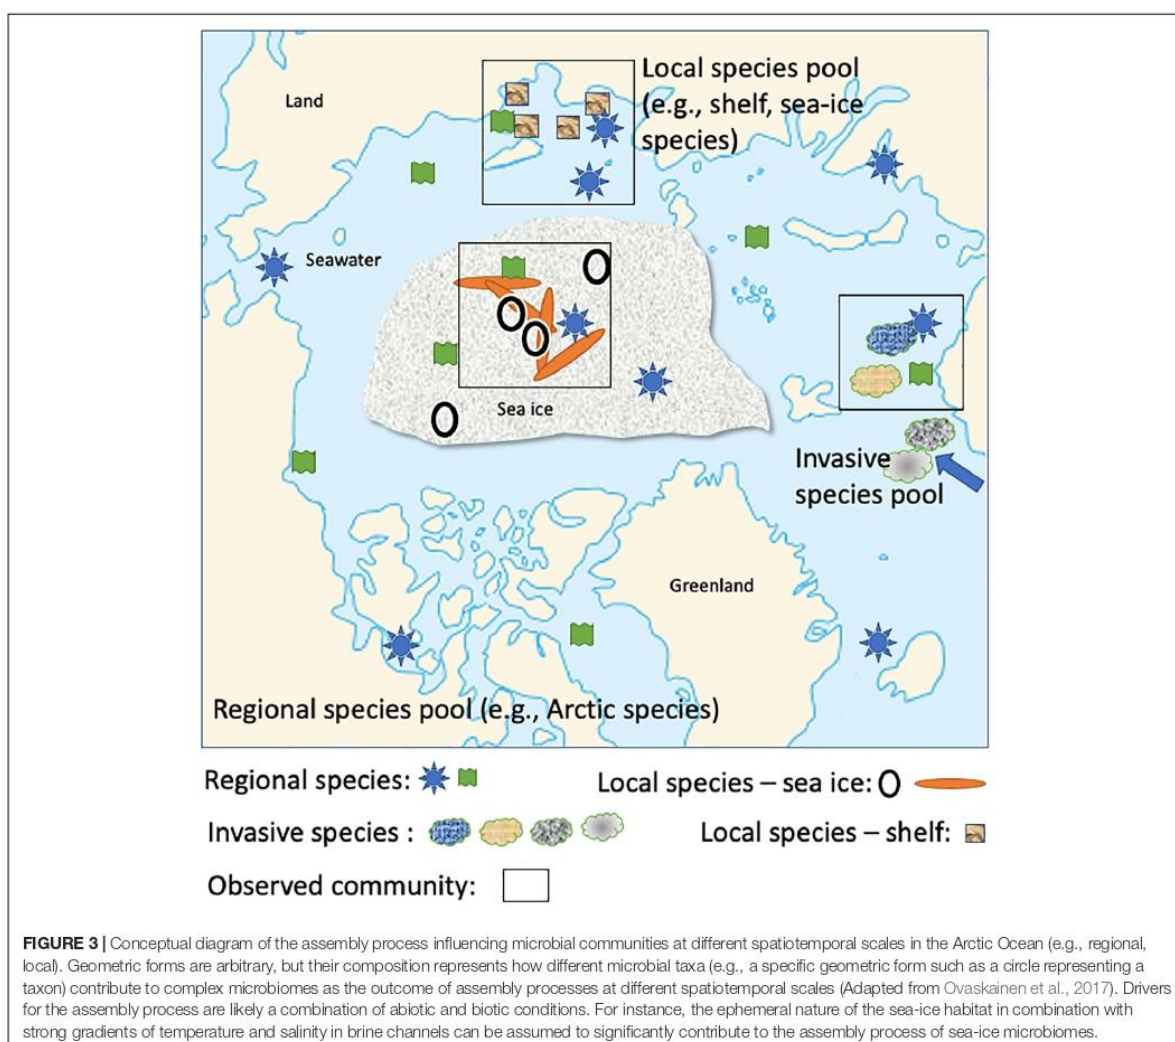 Land
Local species pool
(e.g., shelf, sea-ice
species)
Seawater
Sea ice
Invasive
species pool
Greenland
Regional species pool (e.g., Arctic species)
Regional species:
Local species – sea ice:
Invasive species :
Local species – shelf:
Observed community:
FIGURE 3 | Conceptual diagram of the assembly process influencing microbial communities at different spatiotemporal scales in the Arctic Ocean (e.g., regional,
local). Geometric forms are arbitrary, but their composition represents how different microbial taxa (e.g., a specific geometric form such as a circle representing a
taxon) contribute to complex microbiomes as the outcome of assembly processes at different spatiotemporal scales (Adapted from Ovaskainen et al., 2017). Drivers
for the assembly process are likely a combination of abiotic and biotic conditions. For instance, the ephemeral nature of the sea-ice habitat in combination with
strong gradients of temperature and salinity in brine channels can be assumed to significantly contribute to the assembly process of sea-ice microbiomes.